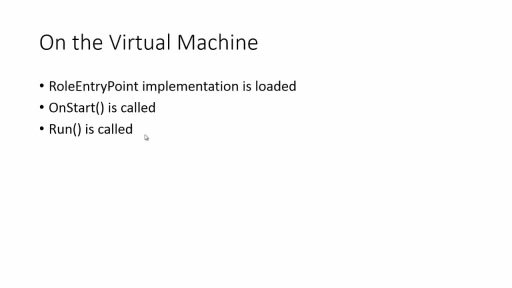 On the Virtual Machine
• RoleEntryPoint implementation is loaded
• OnStart() is called
• Run() is called